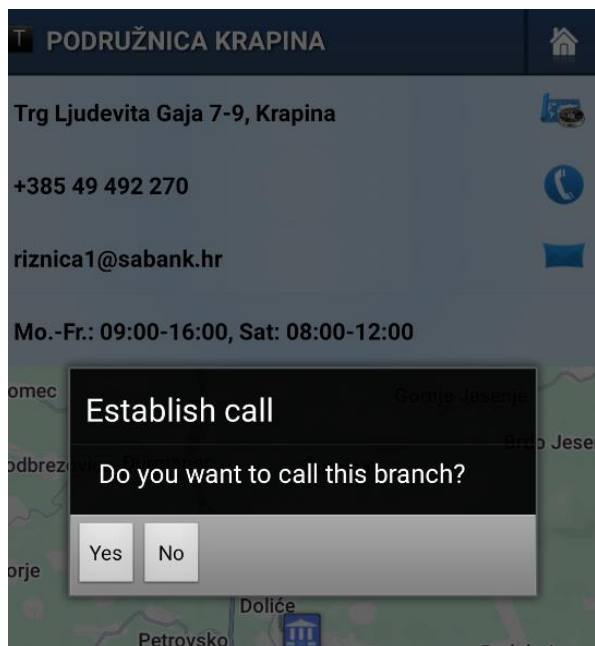 T PODRUŽNICA KRAPINA
Trg Ljudevita Gaja 7-9, Krapina
+385 49 492 270
riznica1@sabank.hr
Mo.-Fr.: 09:00-16:00, Sat: 08:00-12:00
omec
Gornje Jesenje
Establish call
Do you want to call this branch?
Yes No
orje
Doliće
Petrovsko